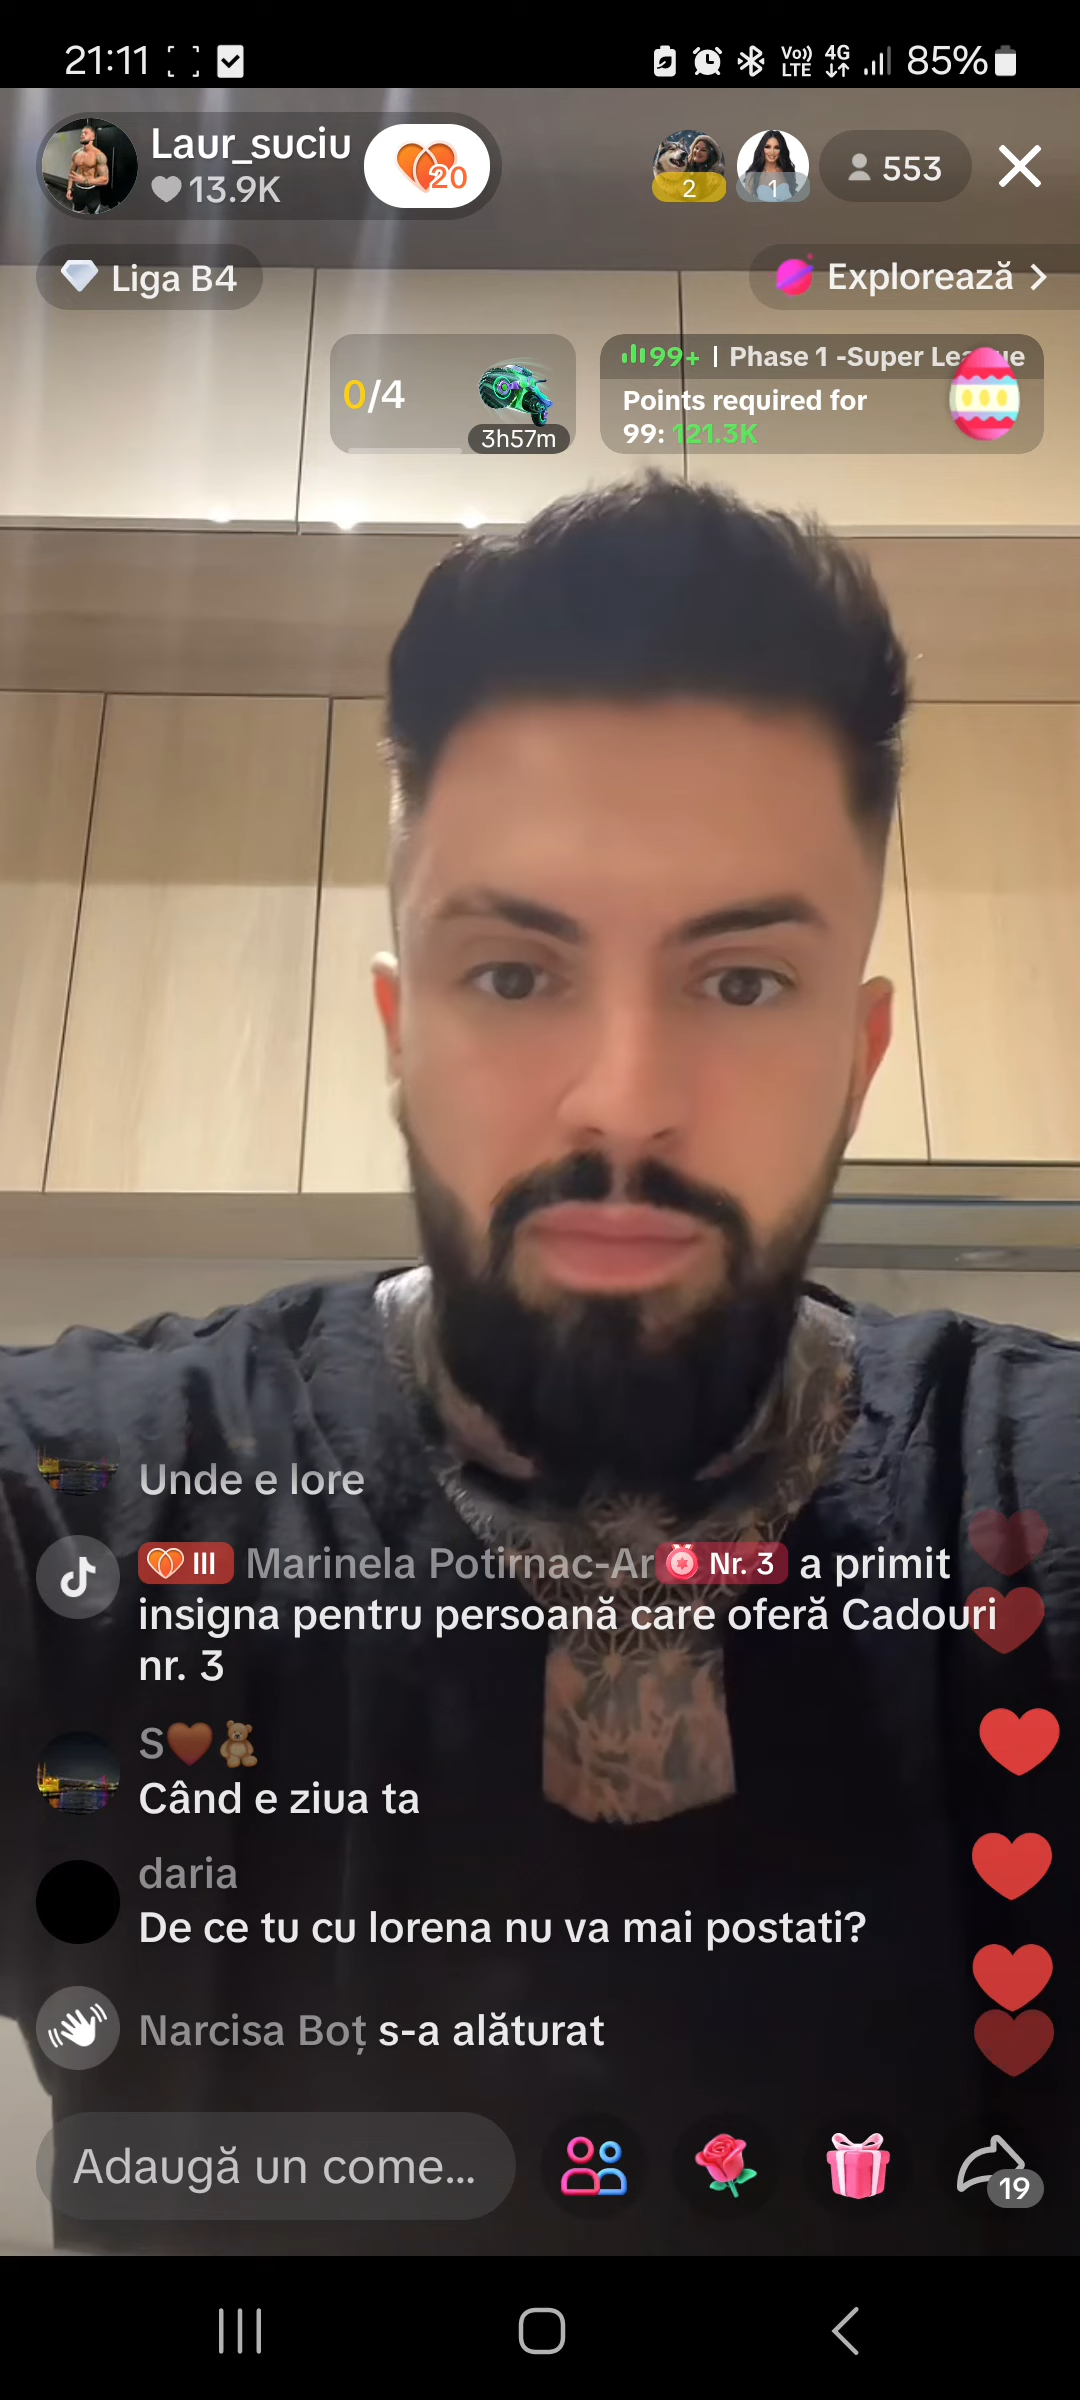 21:11
Vo))
LTE
4G
85%
Laur_suciu
13.9K
20
2
1
553
Liga B4
Explorează
0/4
3h57m
99+ | Phase 1 -Super
Points required for
99: 121.3K
Unde e lore
III Marinela Potirnac-Ar Nr. 3 a primit
insigna pentru persoană care oferă Cadouri
nr. 3
S❤️🧸
Când e ziua ta
daria
De ce tu cu lorena nu va mai postati?
Narcisa Boț s-a alăturat
Adaugă un come...
19